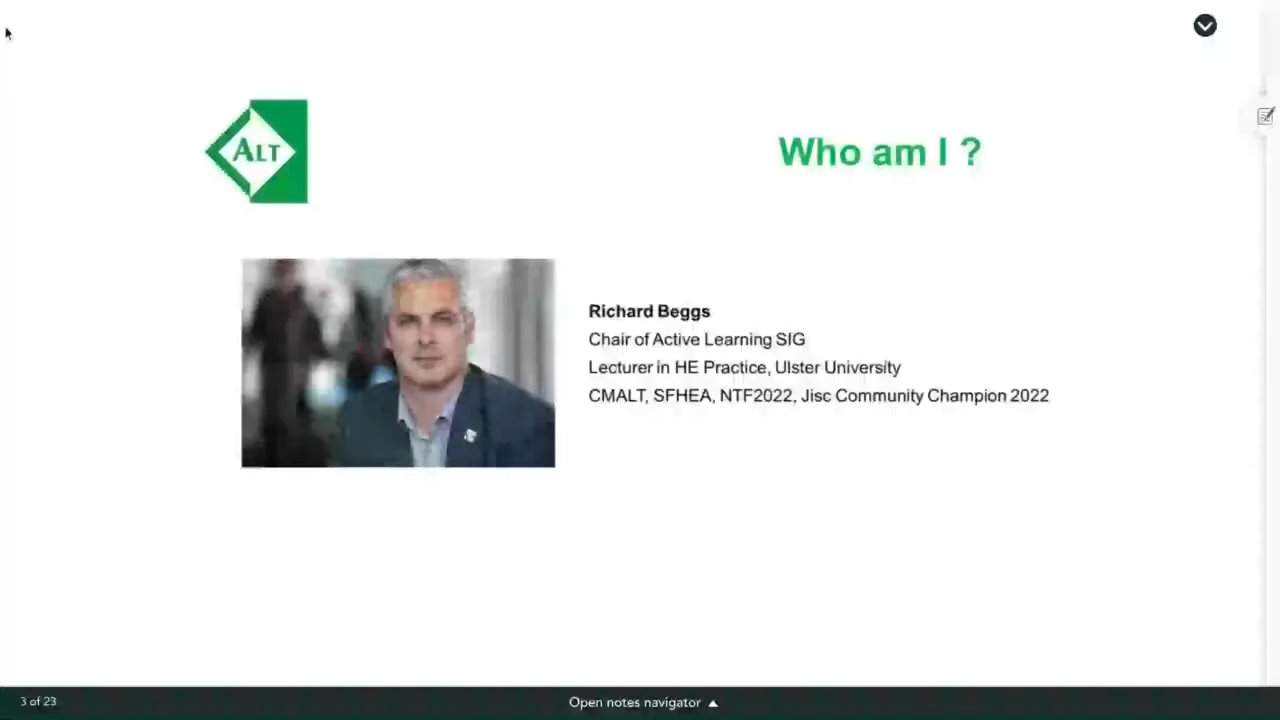 ALT
Who am I ?
Richard Beggs
Chair of Active Learning SIG
Lecturer in HE Practice, Ulster University
CMALT, SFHEA, NTF2022, Jisc Community Champion 2022
3 of 23
Open notes navigator